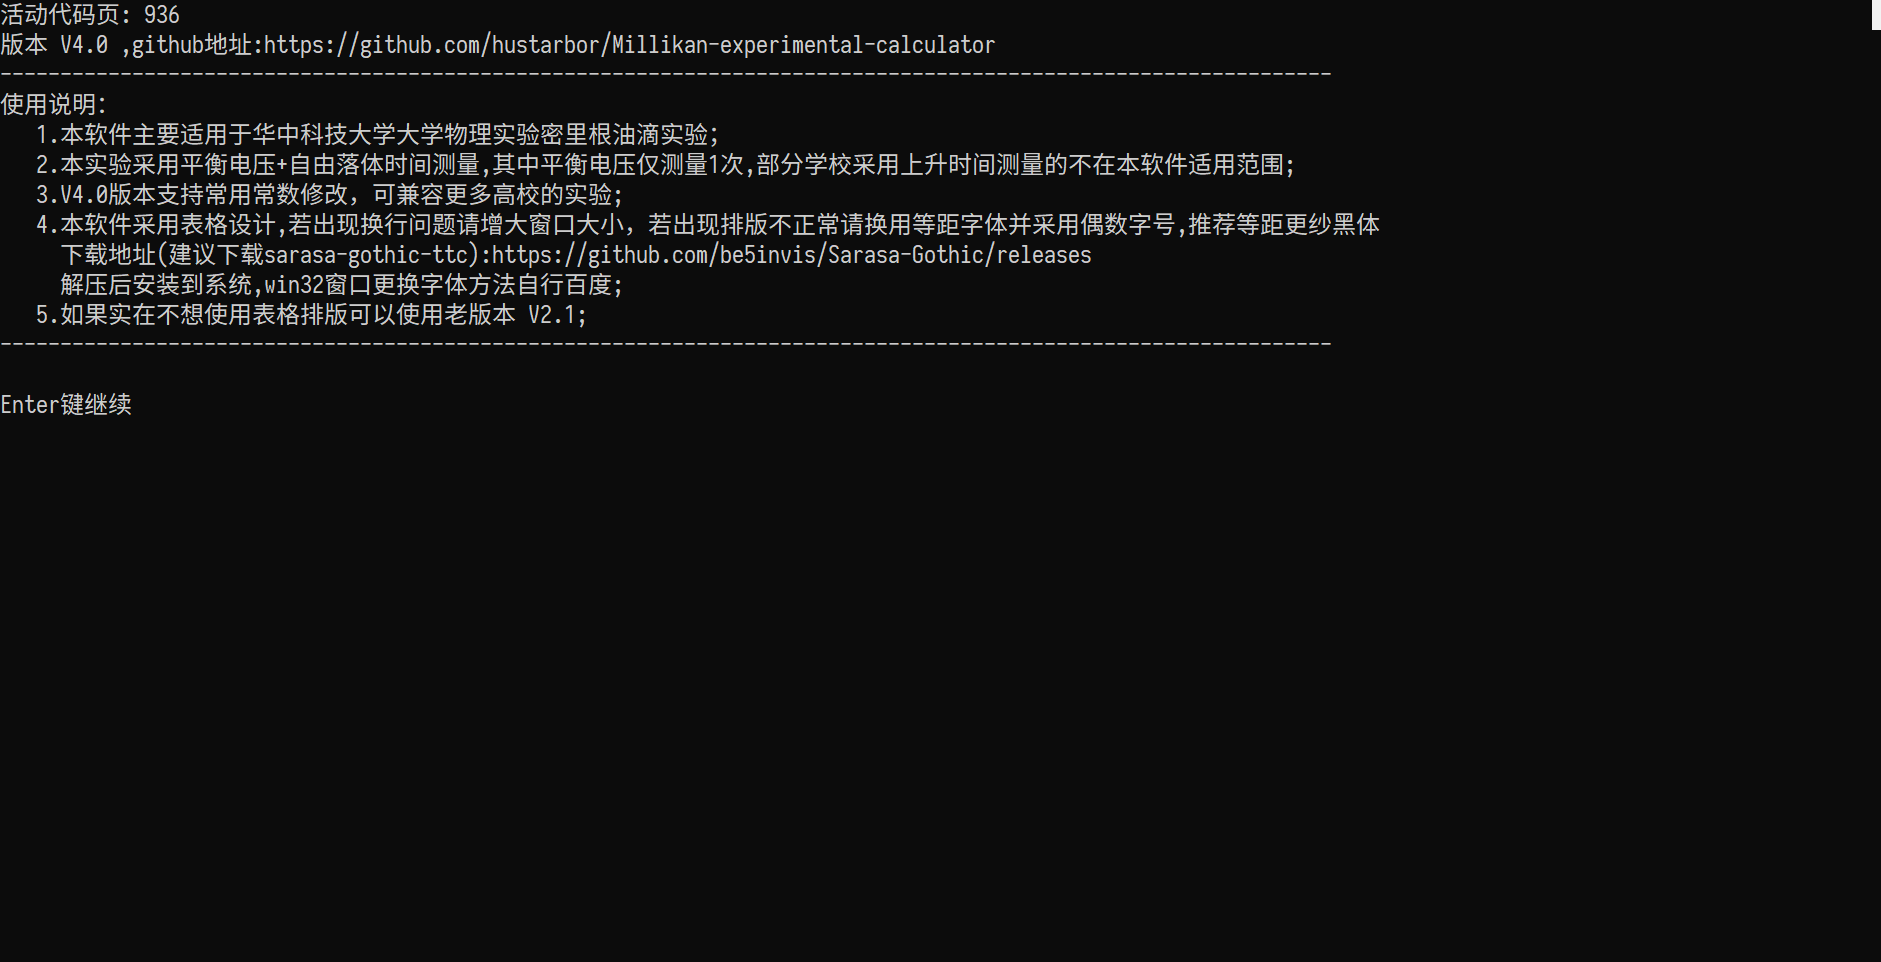 活动代码页: 936
版本 V4.0 ,github地址:https://github.com/hustarbor/Millikan-experimental-calculator
---------------------------------------------------------------------------------------------------------------
使用说明:
   1.本软件主要适用于华中科技大学大学物理实验密里根油滴实验;
   2.本实验采用平衡电压+自由落体时间测量,其中平衡电压仅测量1次,部分学校采用上升时间测量的不在本软件适用范围;
   3.V4.0版本支持常用常数修改，可兼容更多高校的实验;
   4.本软件采用表格设计,若出现换行问题请增大窗口大小，若出现排版不正常请换用等距字体并采用偶数字号,推荐等距更纱黑体
     下载地址(建议下载sarasa-gothic-ttc):https://github.com/be5invis/Sarasa-Gothic/releases
     解压后安装到系统,win32窗口更换字体方法自行百度;
   5.如果实在不想使用表格排版可以使用老版本 V2.1;
---------------------------------------------------------------------------------------------------------------
Enter键继续